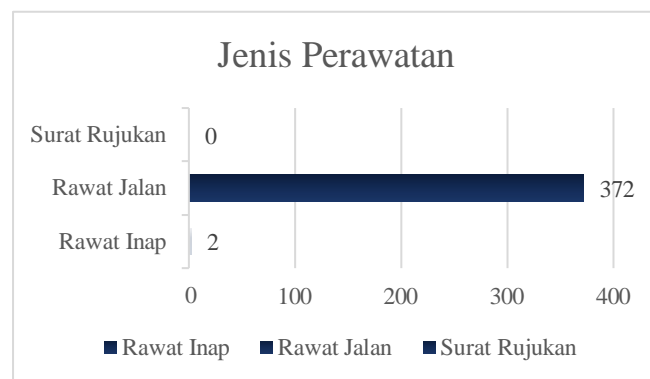 Jenis Perawatan
Surat Rujukan 0
Rawat Jalan 372
Rawat Inap 2
0 100 200 300 400
Rawat Inap Rawat Jalan Surat Rujukan